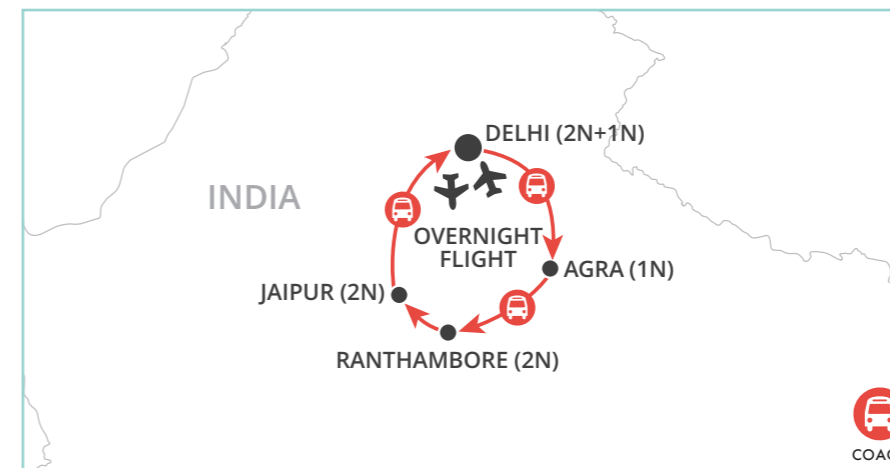 DELHI (2N+1N)
INDIA
OVERNIGHT
FLIGHT
AGRA (1N)
JAIPUR (2N)
RANTHAMBORE (2N)